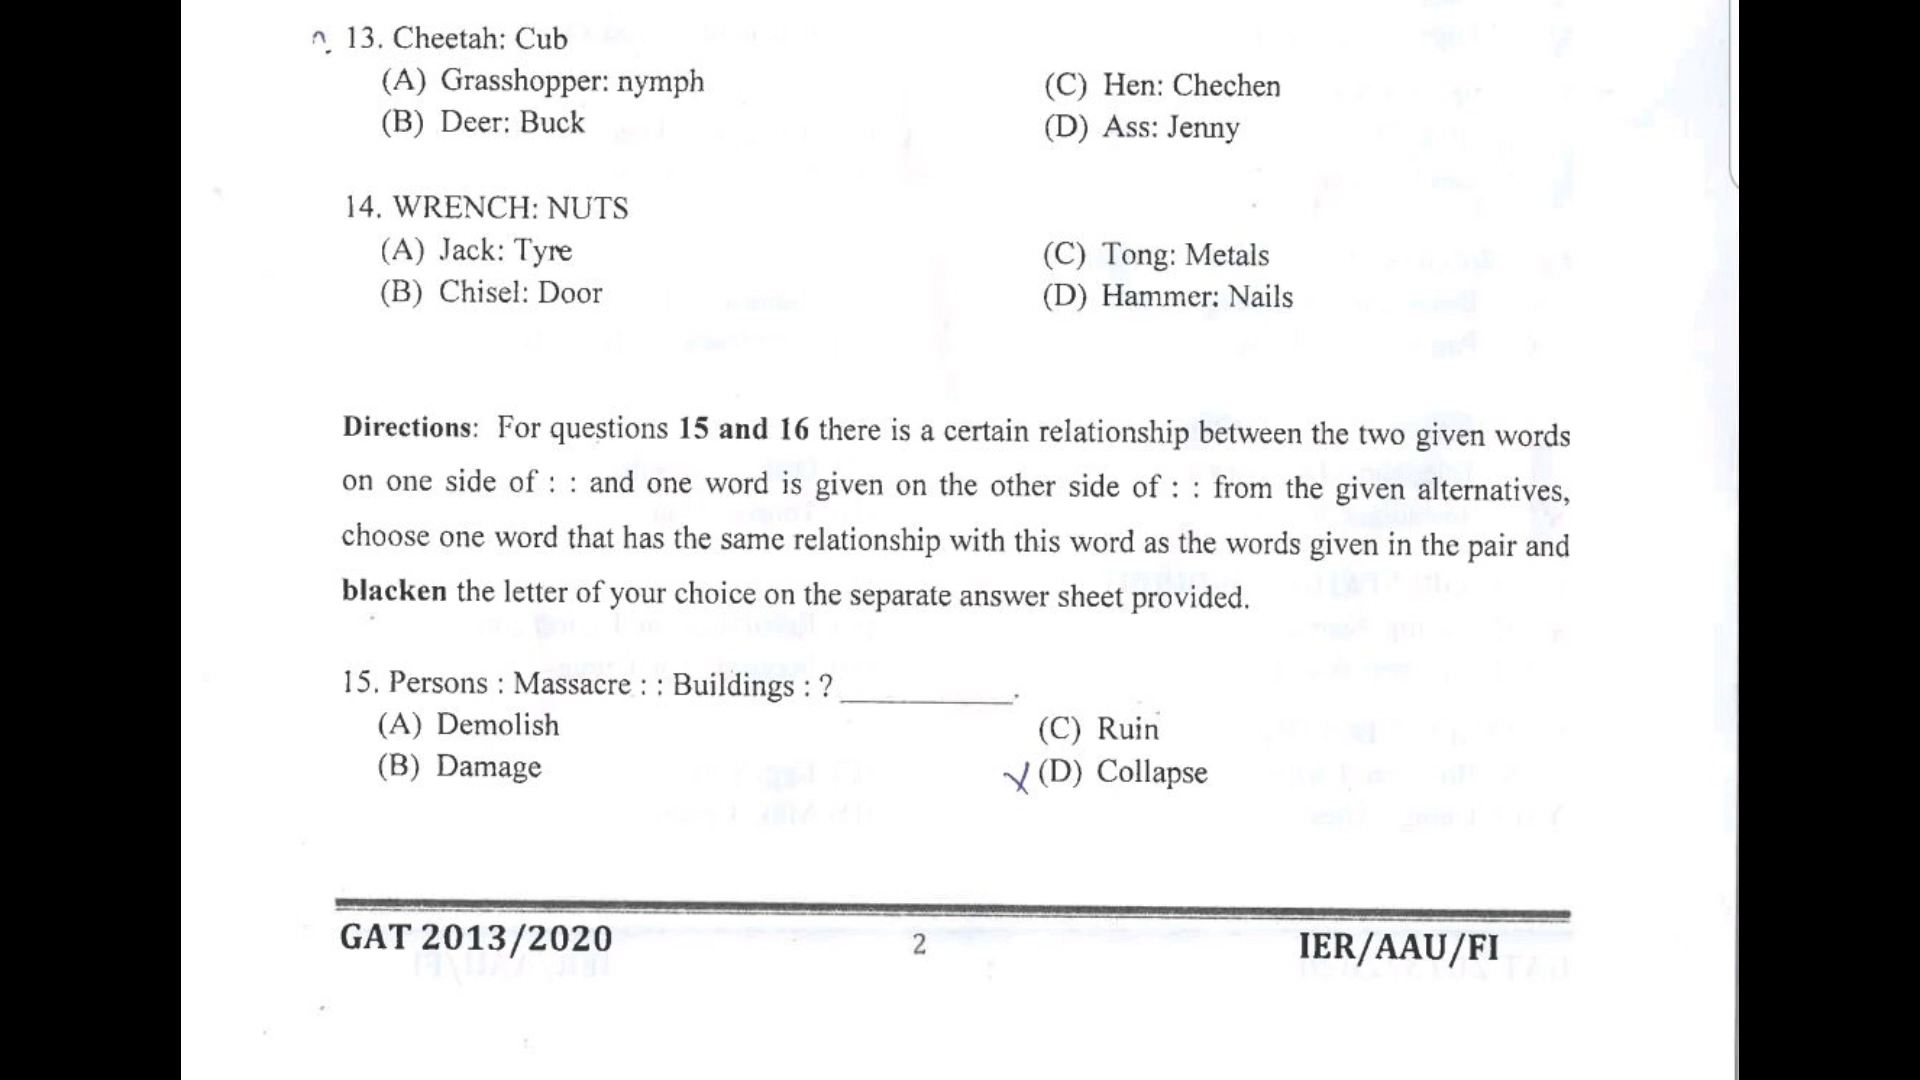 13. Cheetah: Cub
(A) Grasshopper: nymph
(C) Hen: Chechen
(B) Deer: Buck
(D) Ass: Jenny
14. WRENCH: NUTS
(A) Jack: Tyre
(C) Tong: Metals
(B) Chisel: Door
(D) Hammer: Nails
Directions: For questions 15 and 16 there is a certain relationship between the two given words
on one side of : : and one word is given on the other side of : : from the given alternatives,
choose one word that has the same relationship with this word as the words given in the pair and
blacken the letter of your choice on the separate answer sheet provided.
15. Persons : Massacre : : Buildings : ? __________.
(A) Demolish
(C) Ruin
(B) Damage
(D) Collapse
GAT 2013/2020
2
IER/AAU/FI